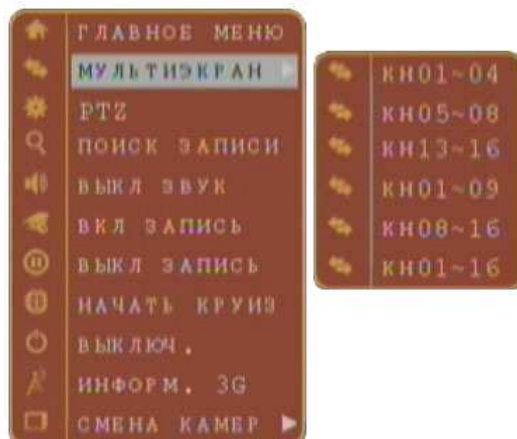 ГЛАВНОЕ МЕНЮ
МУЛЬТИЭКРАН
PTZ
ПОИСК ЗАПИСИ
ВЫКЛ ЗВУК
ВКЛ ЗАПИСЬ
ВЫКЛ ЗАПИСЬ
НАЧАТЬ КРУИЗ
ВЫКЛЮЧ.
ИНФОРМ. 3G
СМЕНА КАМЕР
КН01~04
КН05~08
КН13~16
КН01~09
КН08~16
КН01~16